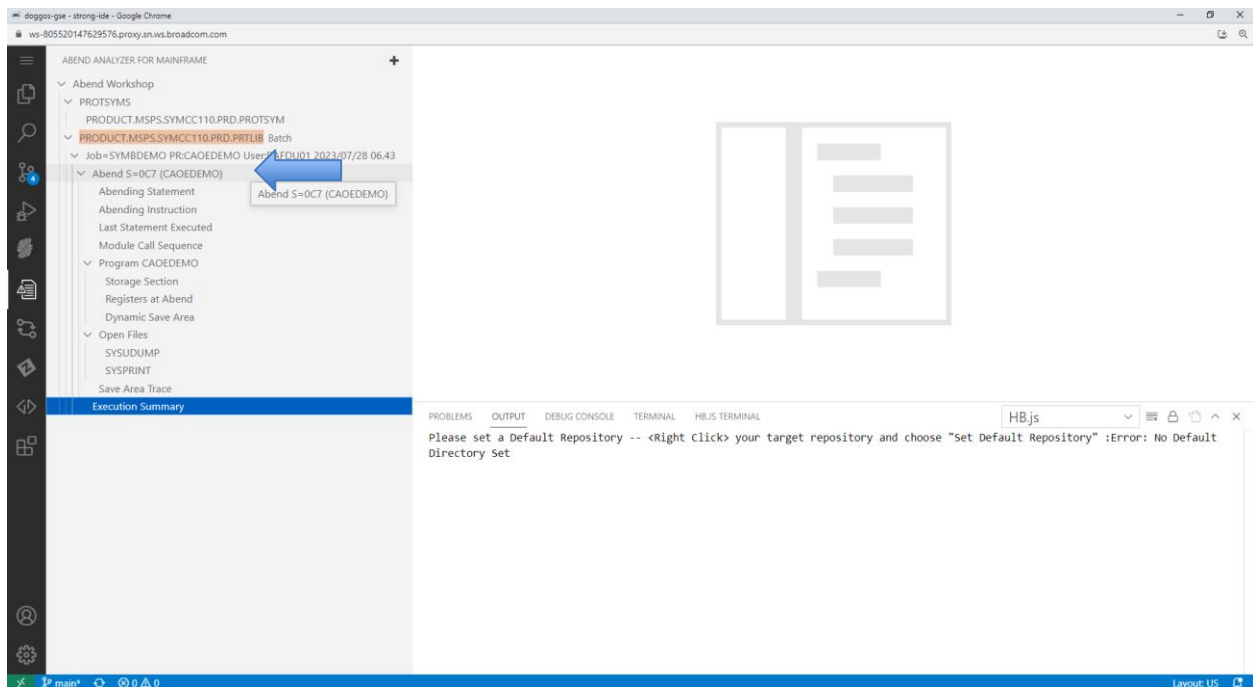 doggos-gse - strong-ide - Google Chrome
ws-805520147629576.proxy.sn.ws.broadcom.com
ABEND ANALYZER FOR MAINFRAME
Abend Workshop
PROTSYMS
PRODUCT.MSPS.SYMCC110.PRD.PROTSYM
PRODUCT.MSPS.SYMCC110.PRD.PRTLIB Batch
Job=SYMBDEMO PR:CAOEDEMO User: AFDU01 2023/07/28 06.43
Abend S=0C7 (CAOEDEMO)
Abending Statement
Abend S=0C7 (CAOEDEMO)
Abending Instruction
Last Statement Executed
Module Call Sequence
Program CAOEDEMO
Storage Section
Registers at Abend
Dynamic Save Area
Open Files
SYSUDUMP
SYSPRINT
Save Area Trace
Execution Summary
4
PROBLEMS OUTPUT DEBUG CONSOLE TERMINAL HB.JS TERMINAL
HB.js
Please set a Default Repository -- <Right Click> your target repository and choose "Set Default Repository" :Error: No Default
Directory Set
main* 0 0
Layout: US